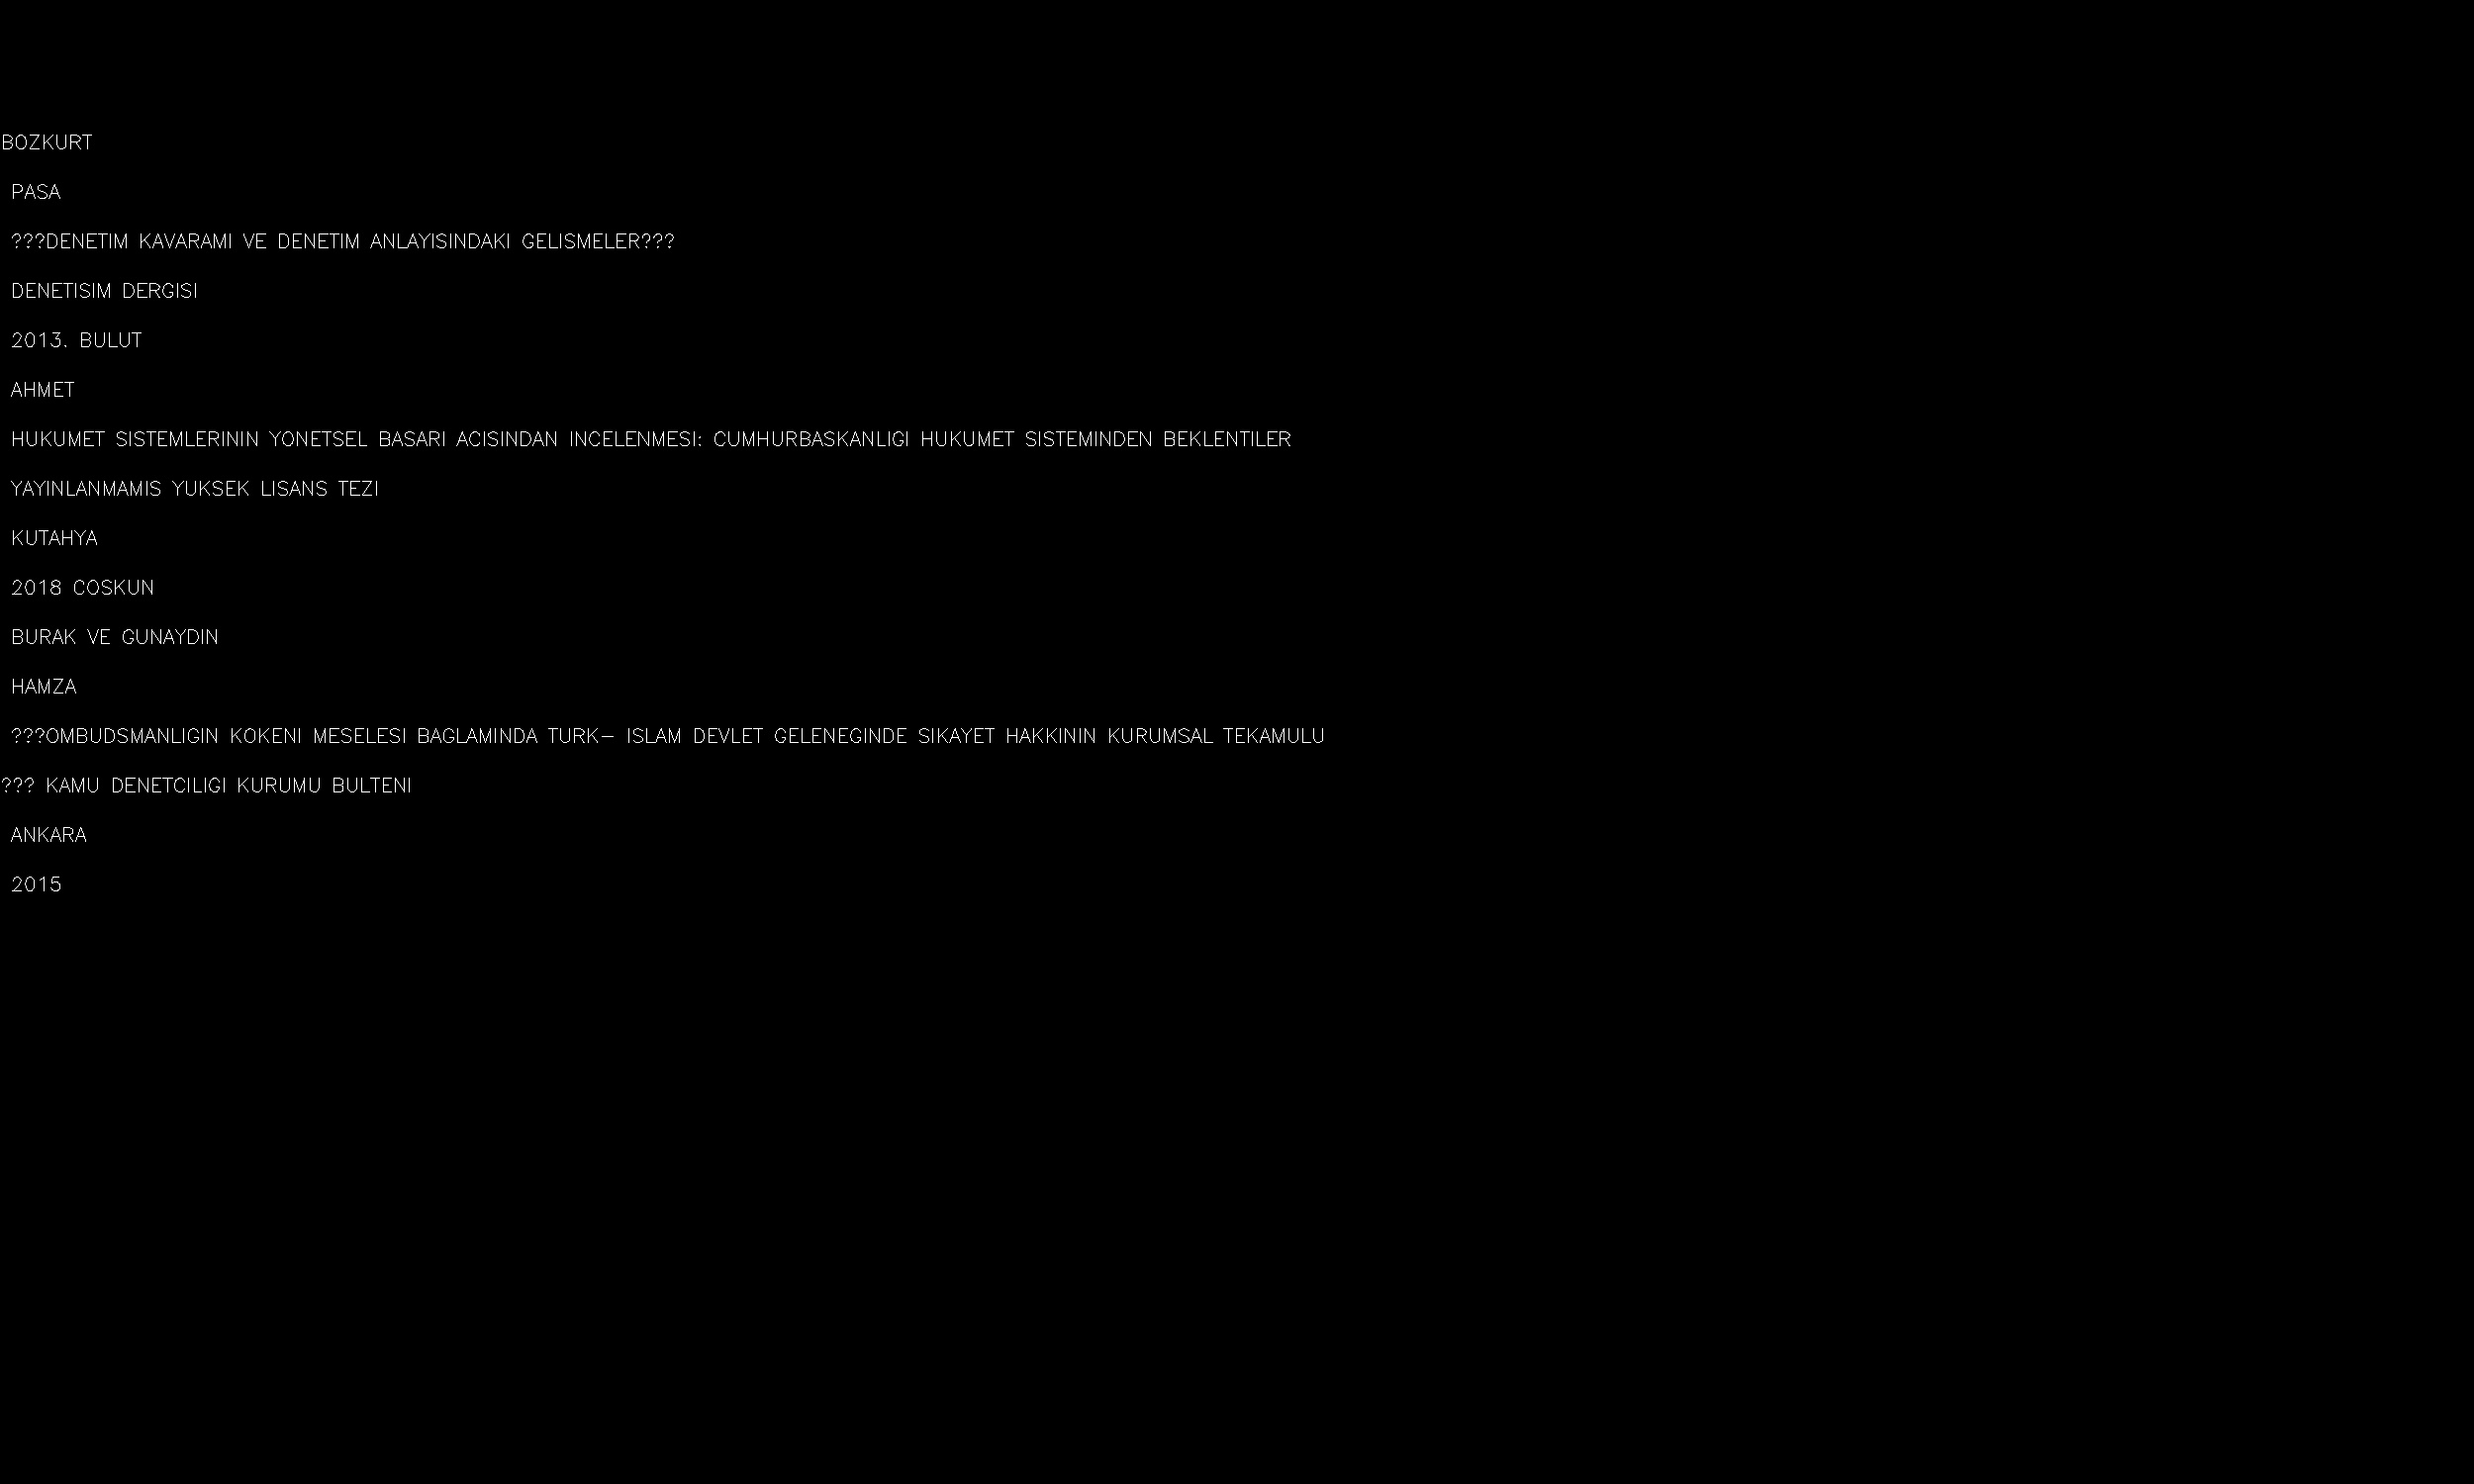 BOZKURT
PASA
???DENETIM KAVARAMI VE DENETIM ANLAYISINDAKI GELISMELER???
DENETISIM DERGISI
2013. BULUT
AHMET
HUKUMET SISTEMLERININ YONETSEL BASARI ACISINDAN INCELENMESI: CUMHURBASKANLIGI HUKUMET SISTEMINDEN BEKLENTILER
YAYINLANMAMIS YUKSEK LISANS TEZI
KUTAHYA
2018 COSKUN
BURAK VE GUNAYDIN
HAMZA
???OMBUDSMANLIGIN KOKENI MESELESI BAGLAMINDA TURK- ISLAM DEVLET GELENEGINDE SIKAYET HAKKININ KURUMSAL TEKAMULU
??? KAMU DENETCILIGI KURUMU BULTENI
ANKARA
2015